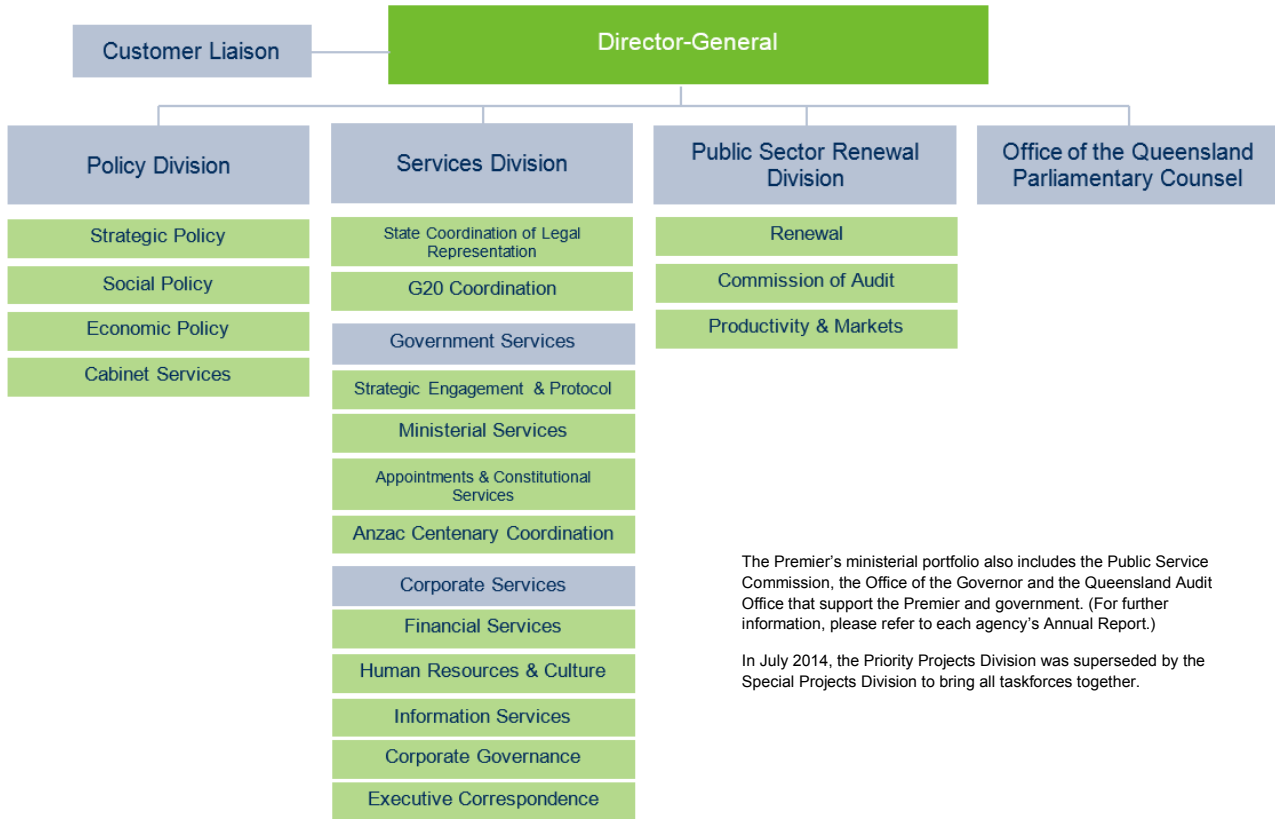 Customer Liaison
Director-General
Policy Division
Strategic Policy
Social Policy
Economic Policy
Cabinet Services
Services Division
State Coordination of Legal
Representation
G20 Coordination
Government Services
Strategic Engagement & Protocol
Ministerial Services
Appointments & Constitutional
Services
Anzac Centenary Coordination
Corporate Services
Financial Services
Human Resources & Culture
Information Services
Corporate Governance
Executive Correspondence
Public Sector Renewal
Division
Renewal
Commission of Audit
Productivity & Markets
Office of the Queensland
Parliamentary Counsel
The Premier’s ministerial portfolio also includes the Public Service
Commission, the Office of the Governor and the Queensland Audit
Office that support the Premier and government. (For further
information, please refer to each agency’s Annual Report.)
In July 2014, the Priority Projects Division was superseded by the
Special Projects Division to bring all taskforces together.